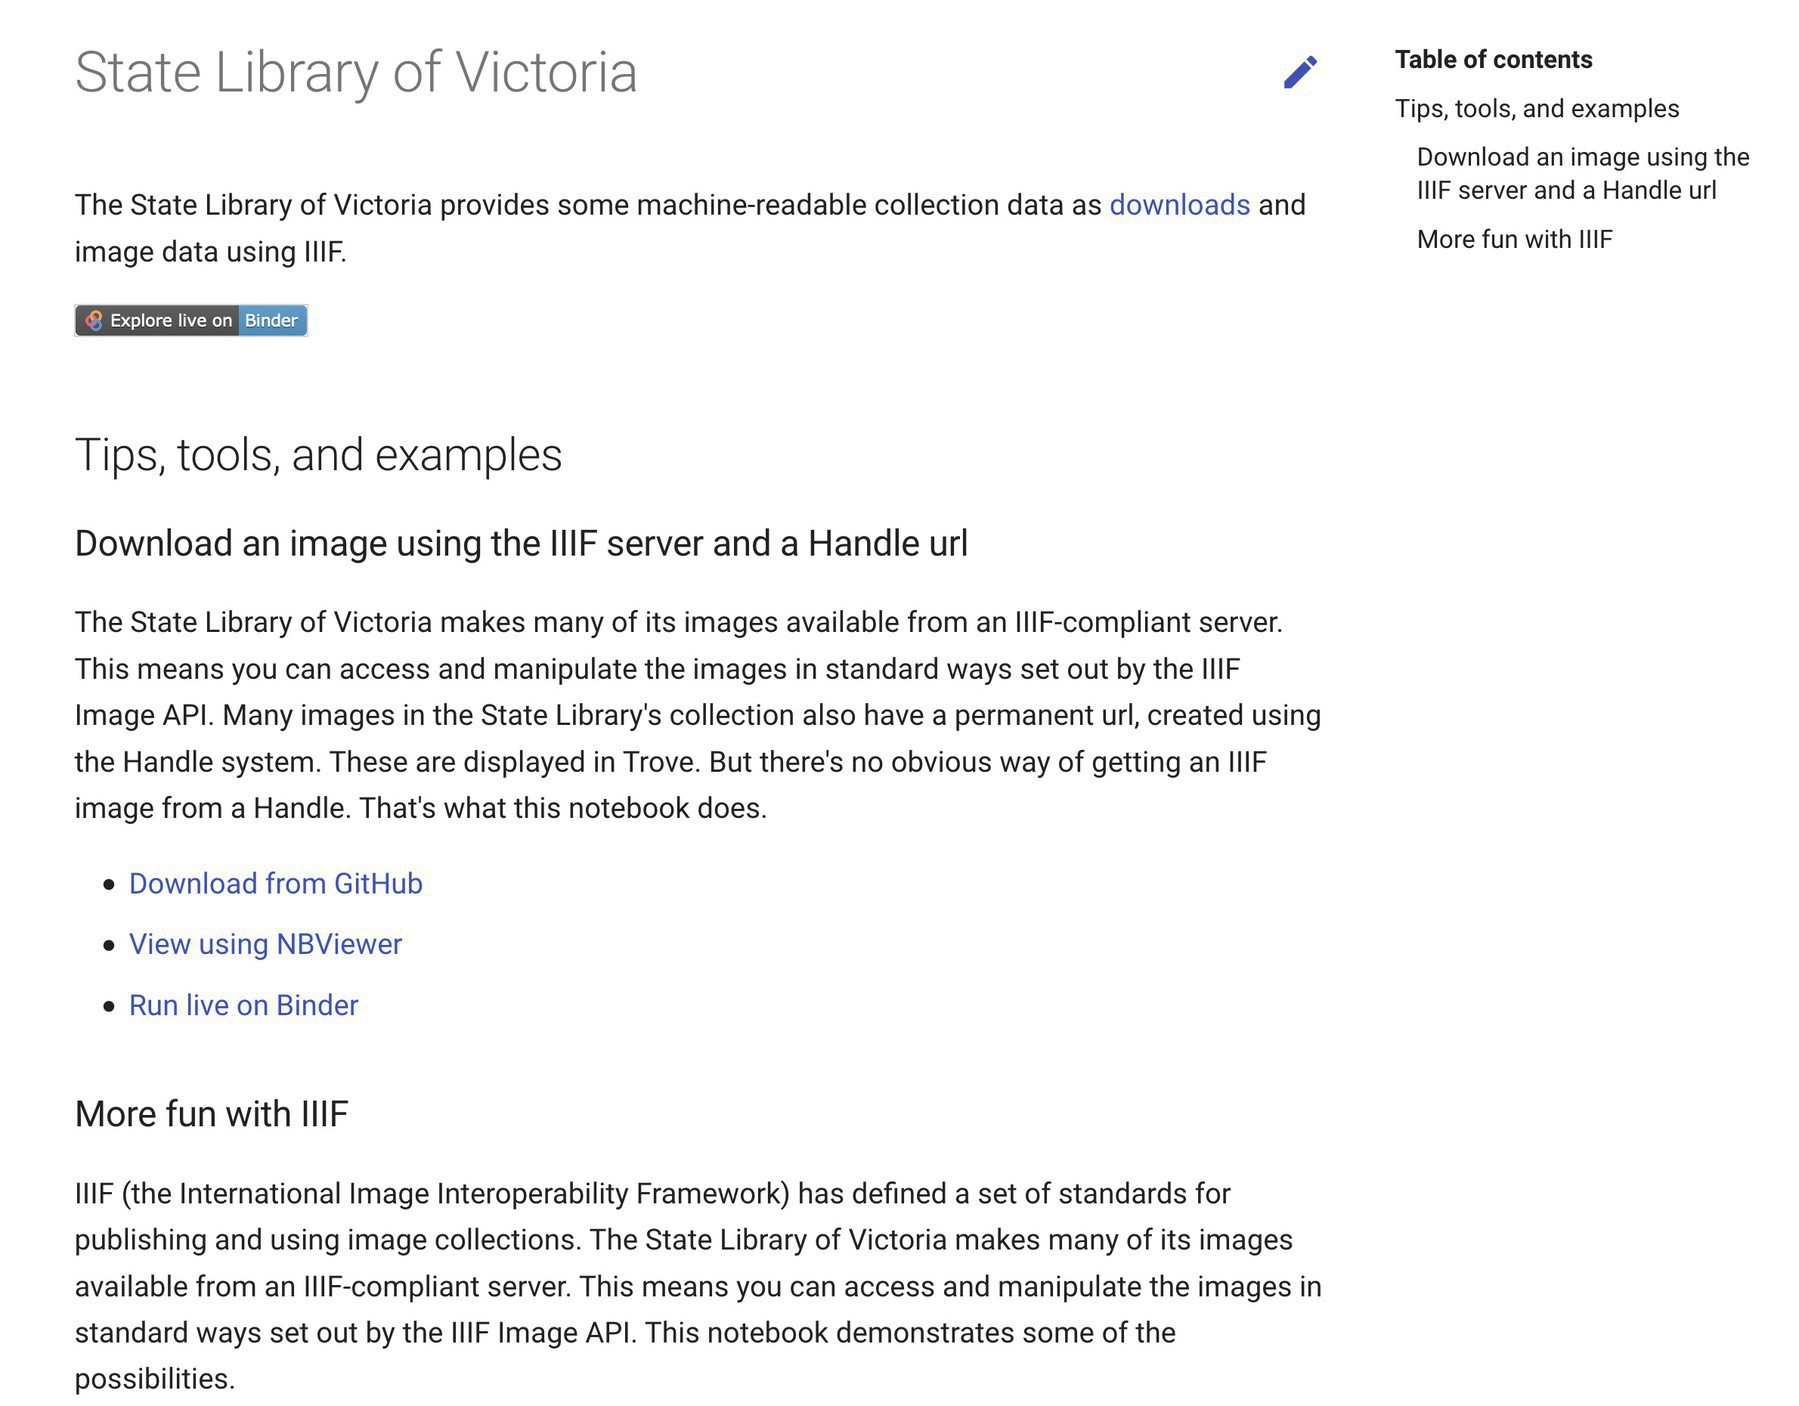 State Library of Victoria
The State Library of Victoria provides some machine-readable collection data as downloads and
image data using IIIF.
Explore live on Binder
Tips, tools, and examples
Download an image using the IIIF server and a Handle url
The State Library of Victoria makes many of its images available from an IIIF-compliant server.
This means you can access and manipulate the images in standard ways set out by the IIIF
Image API. Many images in the State Library's collection also have a permanent url, created using
the Handle system. These are displayed in Trove. But there's no obvious way of getting an IIIF
image from a Handle. That's what this notebook does.
Download from GitHub
View using NBViewer
Run live on Binder
More fun with IIIF
IIIF (the International Image Interoperability Framework) has defined a set of standards for
publishing and using image collections. The State Library of Victoria makes many of its images
available from an IIIF-compliant server. This means you can access and manipulate the images in
standard ways set out by the IIIF Image API. This notebook demonstrates some of the
possibilities.
Table of contents
Tips, tools, and examples
Download an image using the
IIIF server and a Handle url
More fun with IIIF